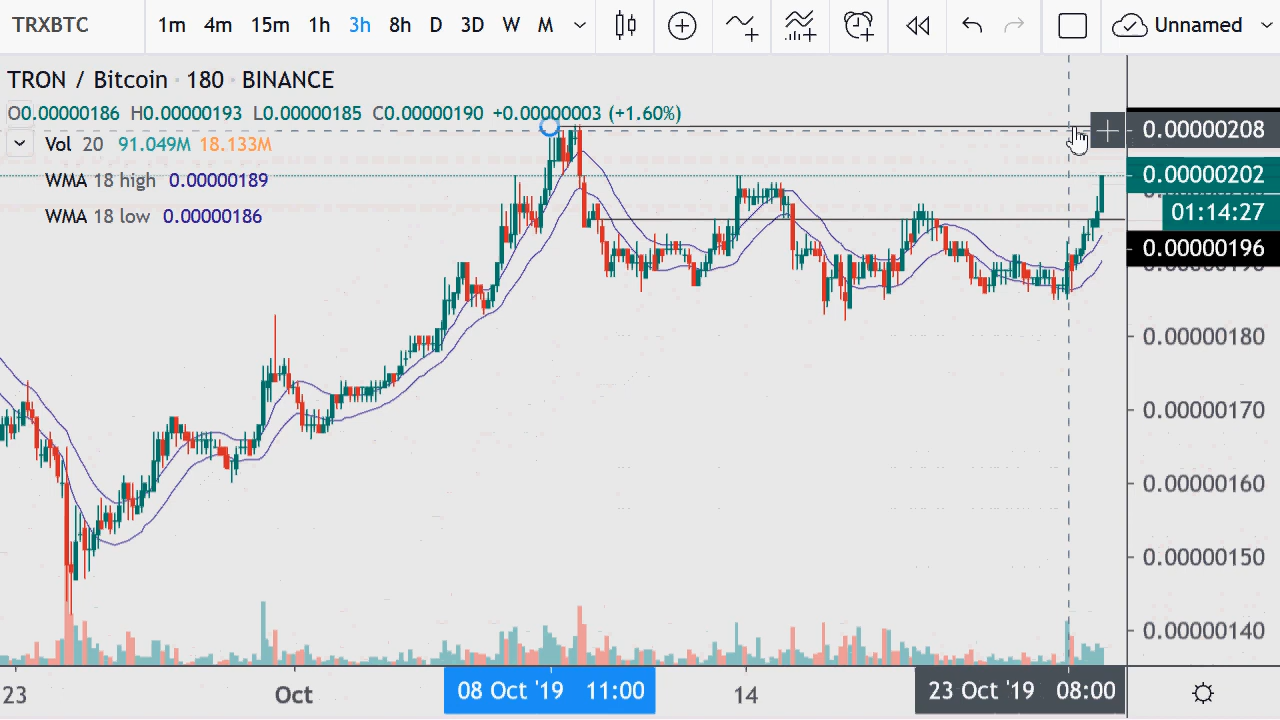 TRXBTC 1m 4m 15m 1h 3h 8h D 3D W M Unnamed
TRON / Bitcoin · 180 · BINANCE
O0.00000186 H0.00000193 L0.00000185 C0.00000190 +0.00000003 (+1.60%)
0.00000208
Vol 20 91.049M 18.133M
WMA 18 high 0.00000189
0.00000202
WMA 18 low 0.00000186
01:14:27
0.00000196
0.00000180
0.00000170
0.00000160
0.00000150
0.00000140
23 Oct 08 Oct '19 11:00 14 23 Oct '19 08:00